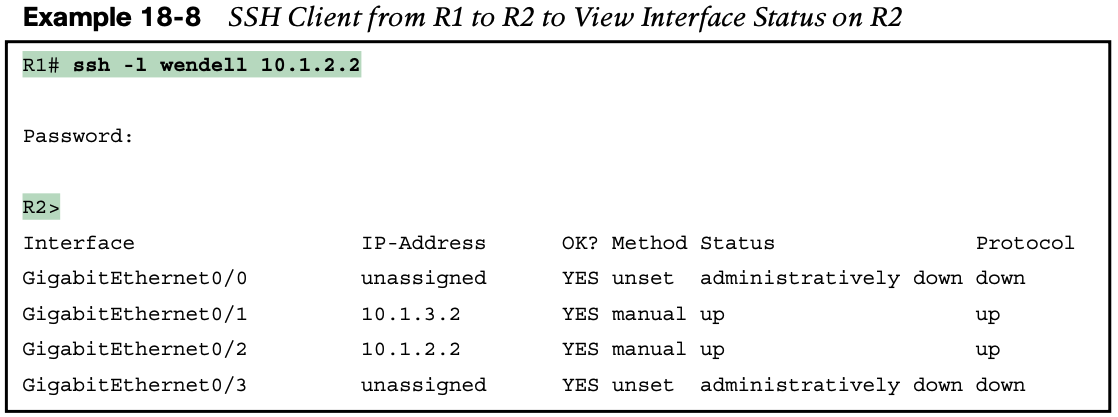 Example 18-8 SSH Client from R1 to R2 to View Interface Status on R2
R1# ssh -l wendell 10.1.2.2
Password:
R2>
Interface IP-Address OK? Method Status Protocol
GigabitEthernet0/0 unassigned YES unset administratively down down
GigabitEthernet0/1 10.1.3.2 YES manual up up
GigabitEthernet0/2 10.1.2.2 YES manual up up
GigabitEthernet0/3 unassigned YES unset administratively down down